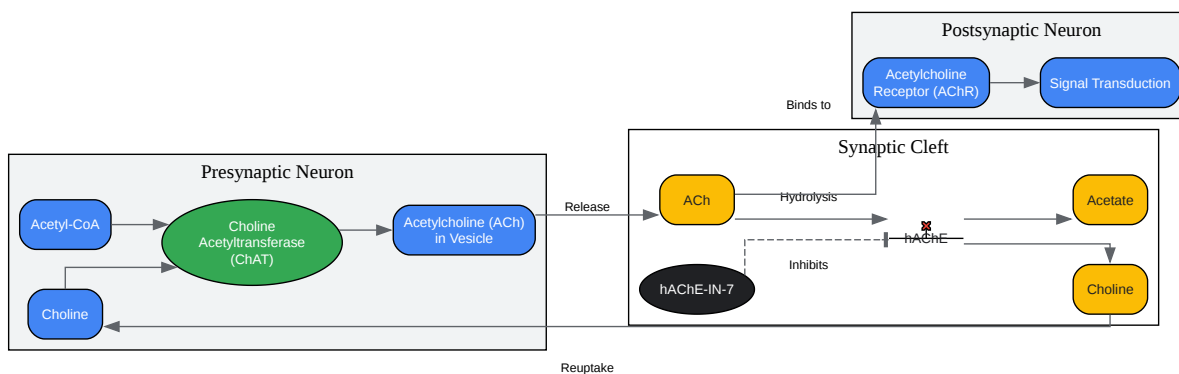 Postsynaptic Neuron
Acetylcholine
Receptor (AChR)
Signal Transduction
Binds to
Synaptic Cleft
Presynaptic Neuron
Acetyl-CoA
Choline
Acetyltransferase
(ChAT)
Acetylcholine (ACh)
in Vesicle
Release
ACh
Hydrolysis
Acetate
hAChE
Inhibits
hAChE-IN-7
Choline
Choline
Reuptake